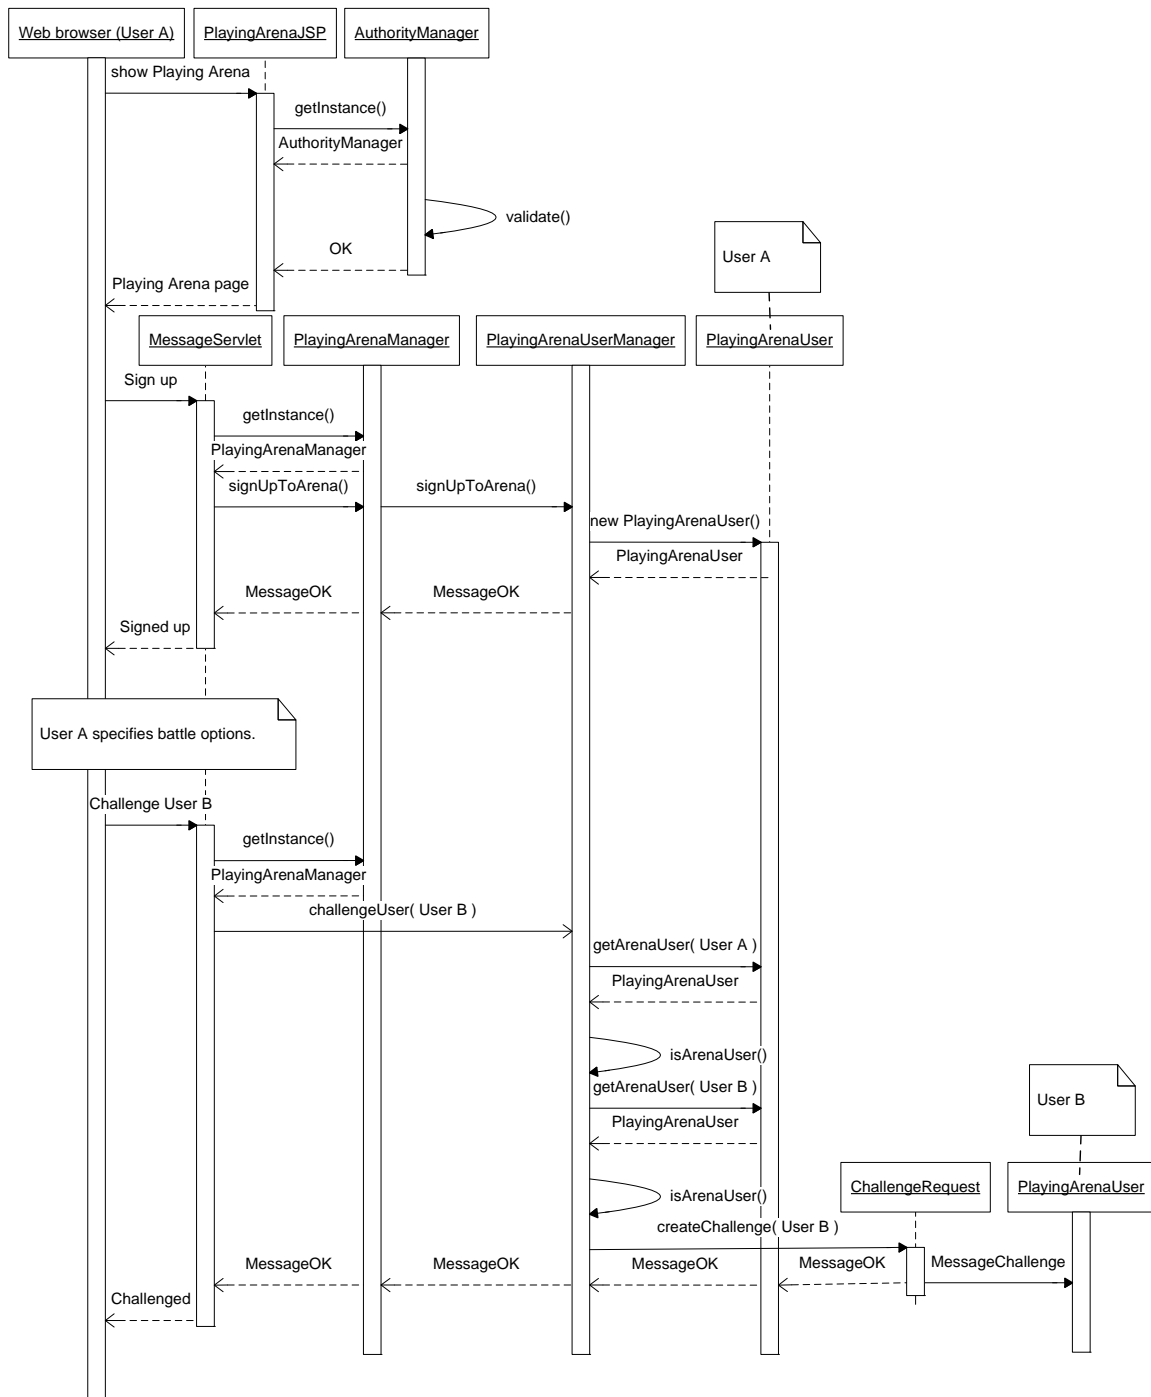 Web browser (User A)
PlayingArenaJSP
AuthorityManager
show Playing Arena
getInstance()
AuthorityManager
validate()
OK
User A
Playing Arena page
MessageServlet
PlayingArenaManager
PlayingArenaUserManager
PlayingArenaUser
Sign up
getInstance()
PlayingArenaManager
signUpToArena()
signUpToArena()
new PlayingArenaUser()
PlayingArenaUser
MessageOK
MessageOK
Signed up
User A specifies battle options.
Challenge User B
getInstance()
PlayingArenaManager
challengeUser( User B )
getArenaUser( User A )
PlayingArenaUser
isArenaUser()
getArenaUser( User B )
User B
PlayingArenaUser
ChallengeRequest
PlayingArenaUser
isArenaUser()
createChallenge( User B )
MessageOK
MessageOK
MessageOK
MessageOK
MessageChallenge
Challenged